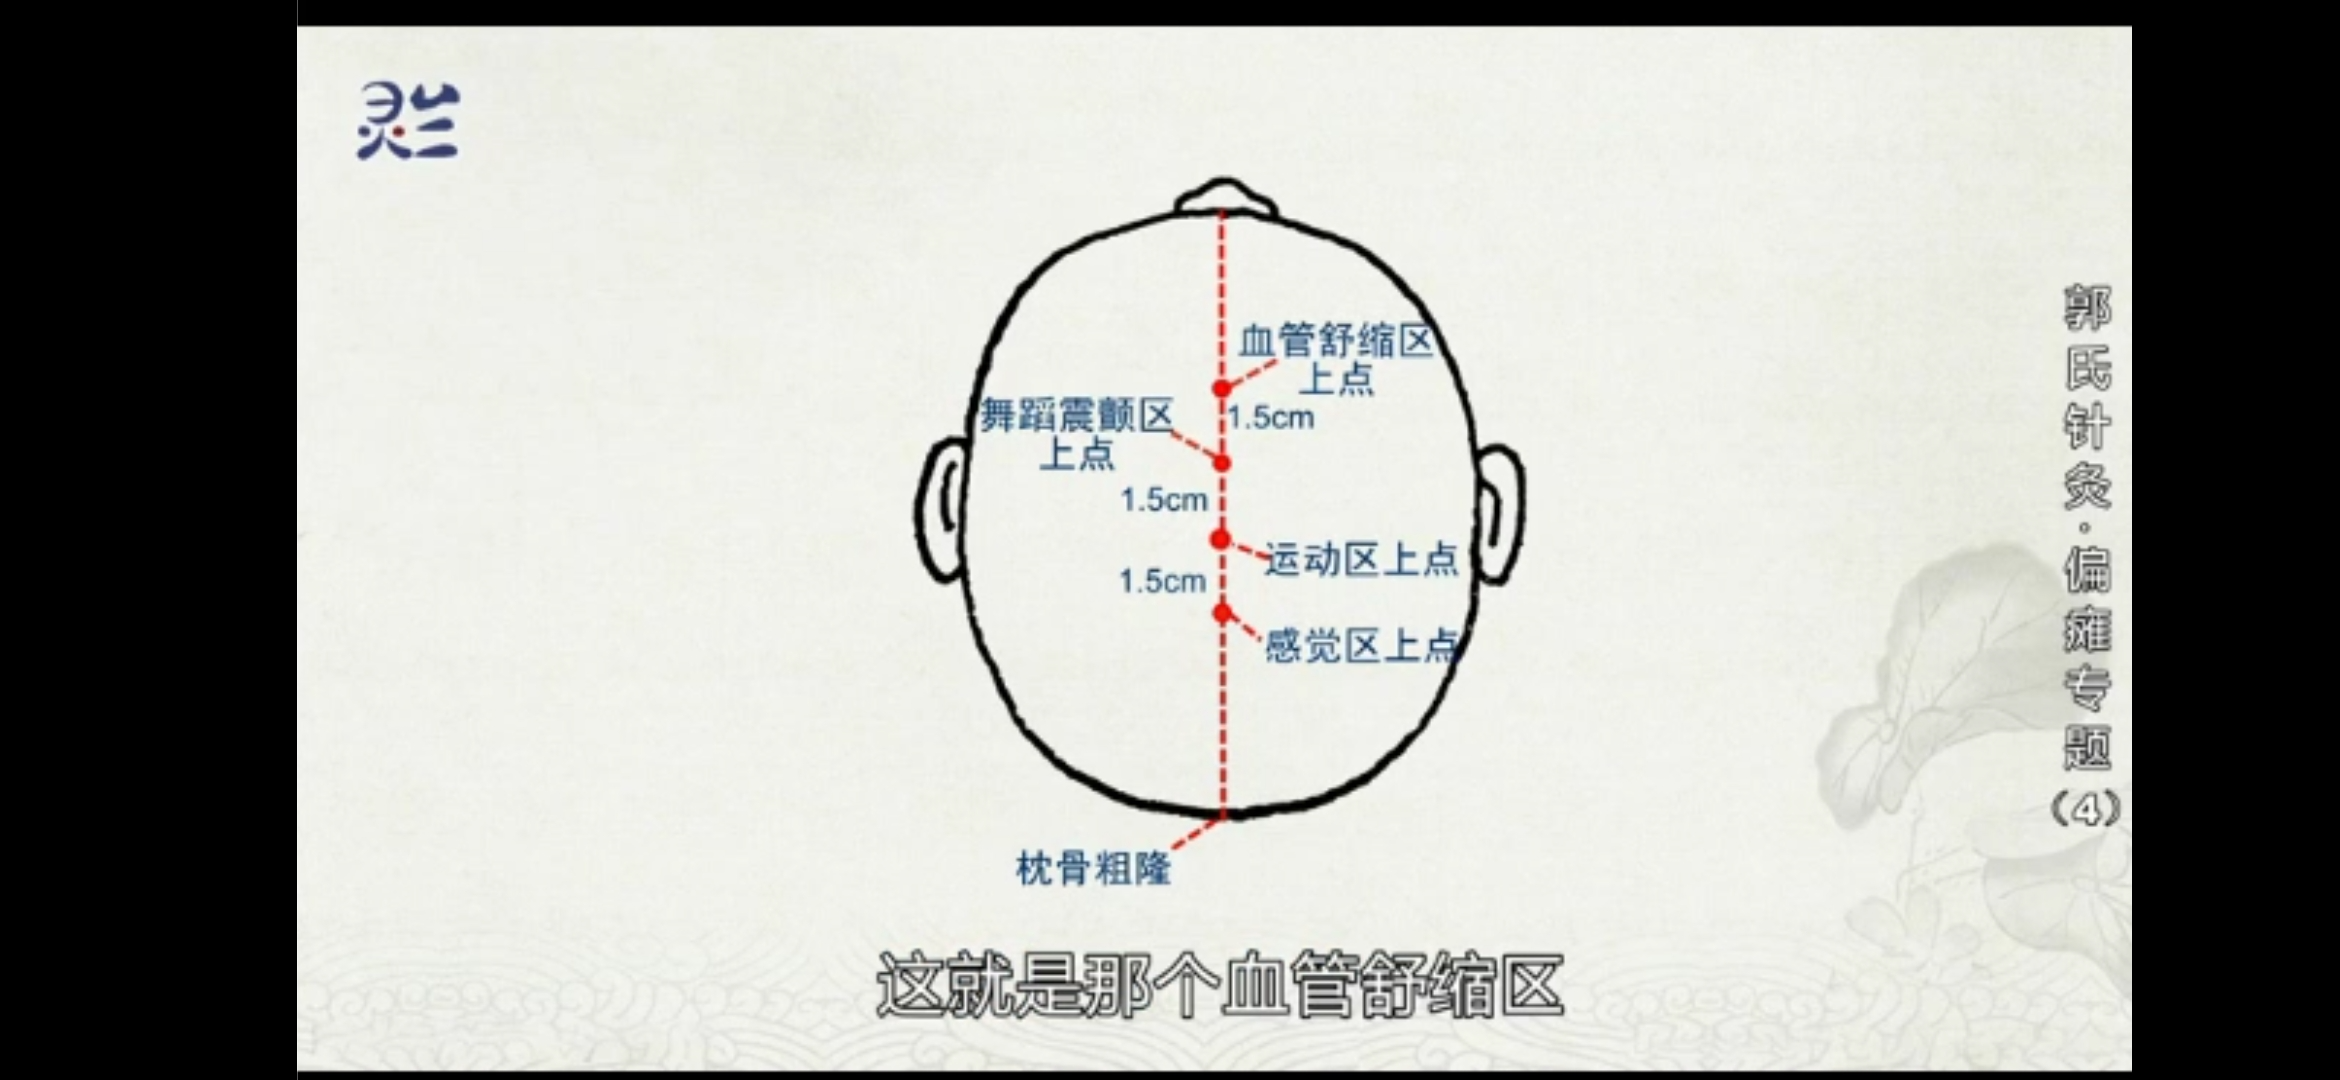 灵兰
血管舒缩区
上点
1.5cm
舞蹈震颤区
上点
1.5cm
运动区上点
1.5cm
感觉区上点
枕骨粗隆
郭氏针灸·偏瘫专题（4）
这就是那个血管舒缩区